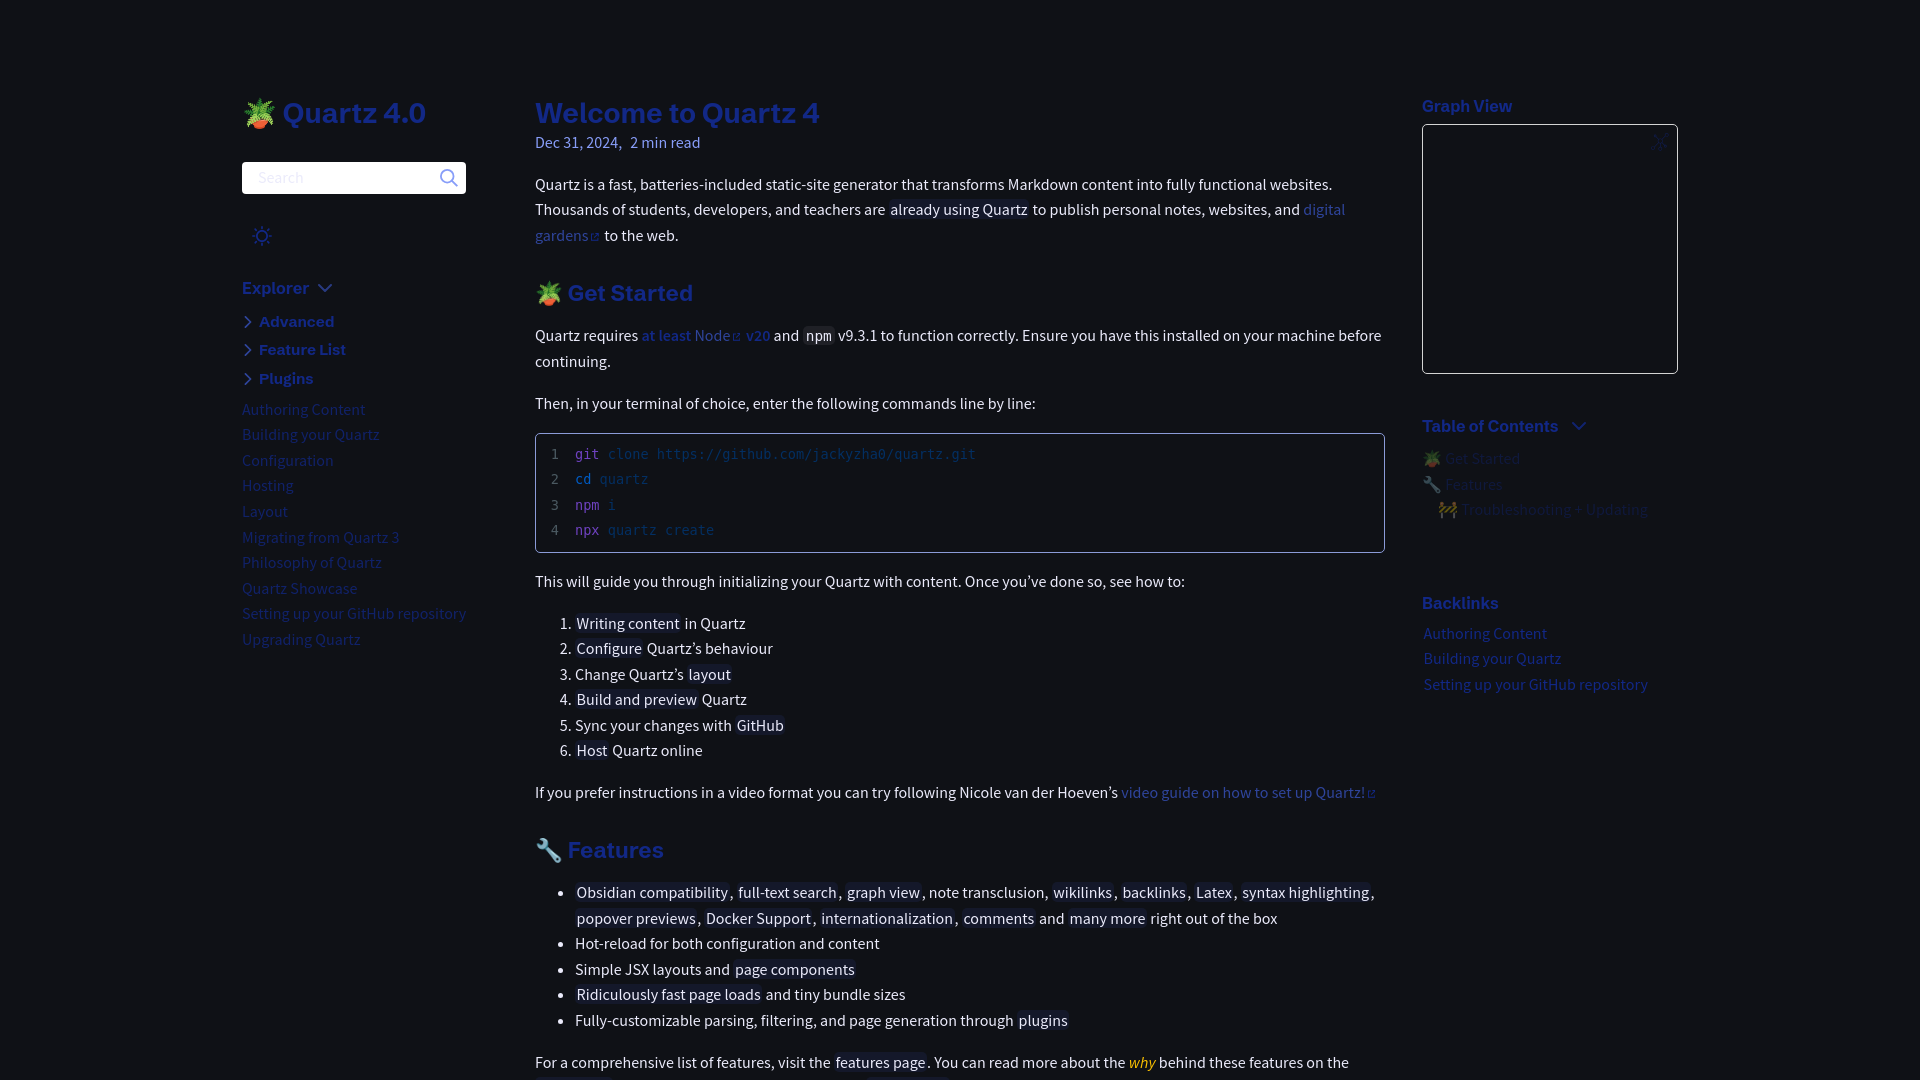 🪴 Quartz 4.0
Search
Explorer
Advanced
Feature List
Plugins
Authoring Content
Building your Quartz
Configuration
Hosting
Layout
Migrating from Quartz 3
Philosophy of Quartz
Quartz Showcase
Setting up your GitHub repository
Upgrading Quartz
Welcome to Quartz 4
Dec 31, 2024, 2 min read
Quartz is a fast, batteries-included static-site generator that transforms Markdown content into fully functional websites.
Thousands of students, developers, and teachers are already using Quartz to publish personal notes, websites, and digital
gardens to the web.
🪴 Get Started
Quartz requires at least Node v20 and npm v9.3.1 to function correctly. Ensure you have this installed on your machine before
continuing.
Then, in your terminal of choice, enter the following commands line by line:
1 git clone https://github.com/jackyzha0/quartz.git
2 cd quartz
3 npm i
4 npx quartz create
This will guide you through initializing your Quartz with content. Once you’ve done so, see how to:
1. Writing content in Quartz
2. Configure Quartz’s behaviour
3. Change Quartz’s layout
4. Build and preview Quartz
5. Sync your changes with GitHub
6. Host Quartz online
If you prefer instructions in a video format you can try following Nicole van der Hoeven’s video guide on how to set up Quartz!
🔧 Features
• Obsidian compatibility, full-text search, graph view, note transclusion, wikilinks, backlinks, Latex, syntax highlighting,
popover previews, Docker Support, internationalization, comments and many more right out of the box
• Hot-reload for both configuration and content
• Simple JSX layouts and page components
• Ridiculously fast page loads and tiny bundle sizes
• Fully-customizable parsing, filtering, and page generation through plugins
For a comprehensive list of features, visit the features page. You can read more about the why behind these features on the
Graph View
Table of Contents
🪴 Get Started
🔧 Features
🚧 Troubleshooting + Updating
Backlinks
Authoring Content
Building your Quartz
Setting up your GitHub repository